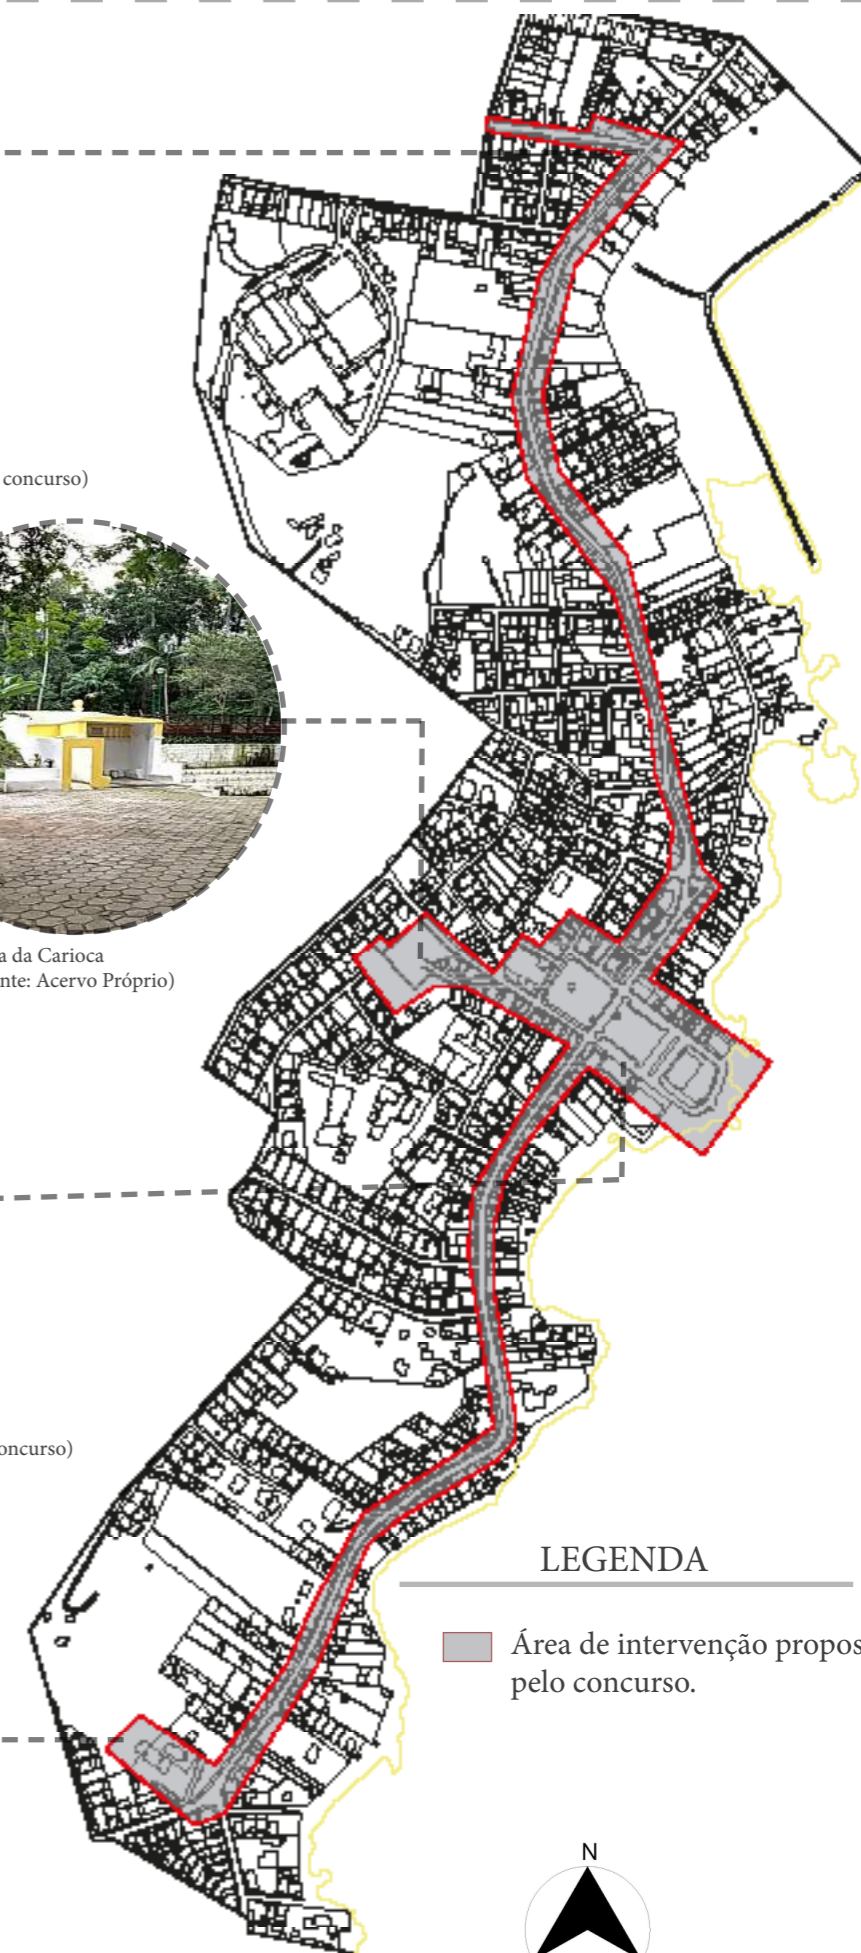 concurso)
a da Carioca
nte: Acervo Próprio)
oncurso)
LEGENDA
Área de intervenção propos
pelo concurso.
N